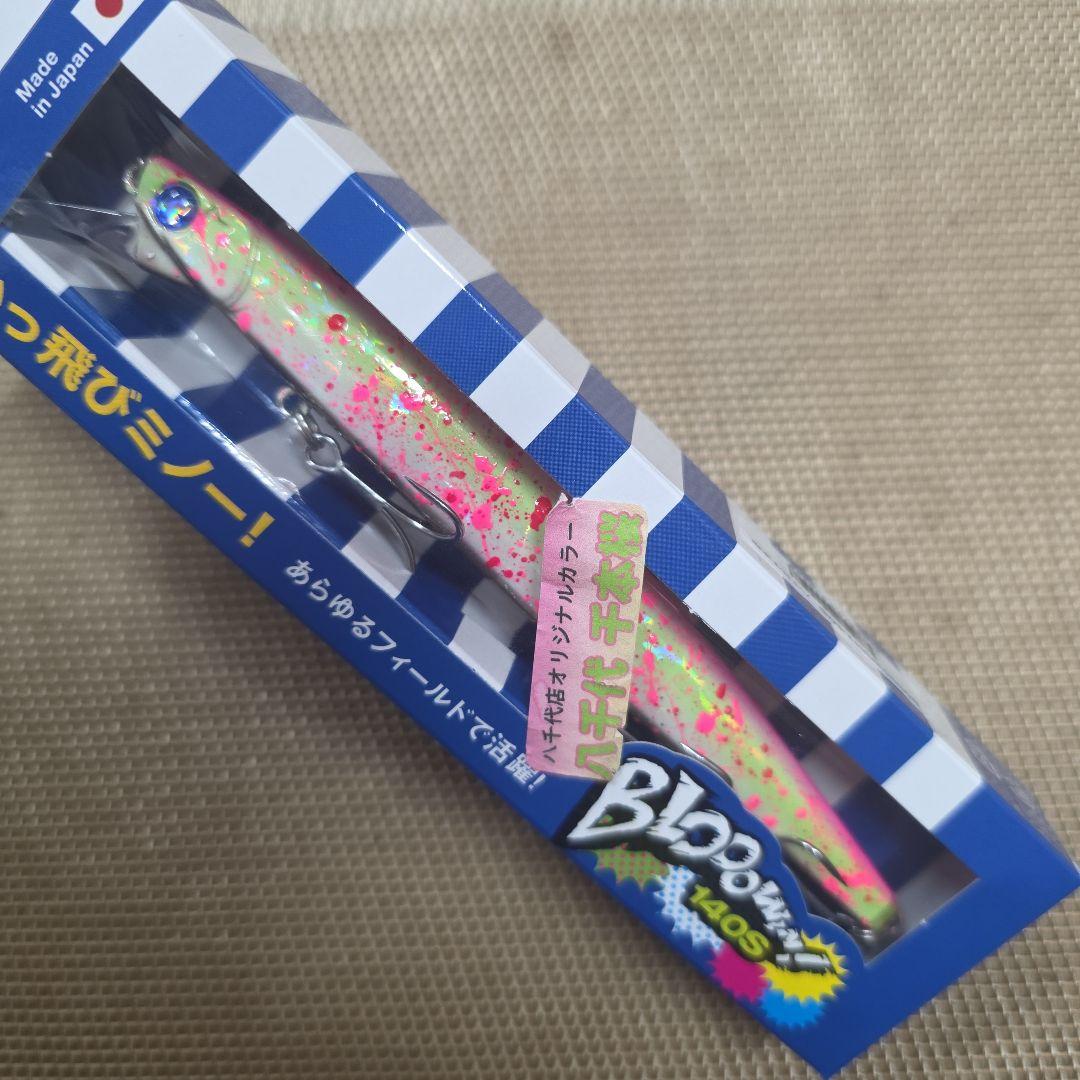 Made
in Japan
っ飛びミノー!
あらゆるフィールドで活躍!
八千代店オリジナルカラー
八千代 千本桜
BLOOOWIN!
140S